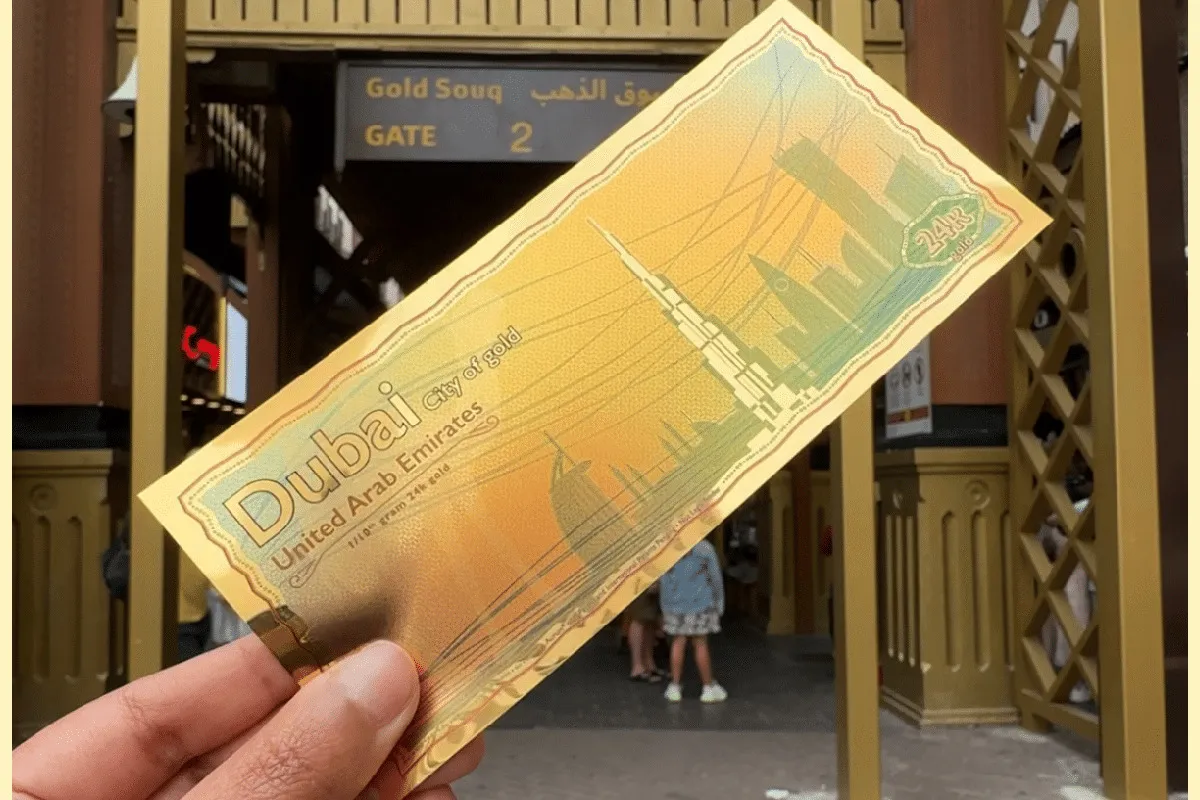 Gold Souq سوق الذهب
GATE 2
24K
gold
Dubai City of gold
United Arab Emirates
1/10th gram 24k gold